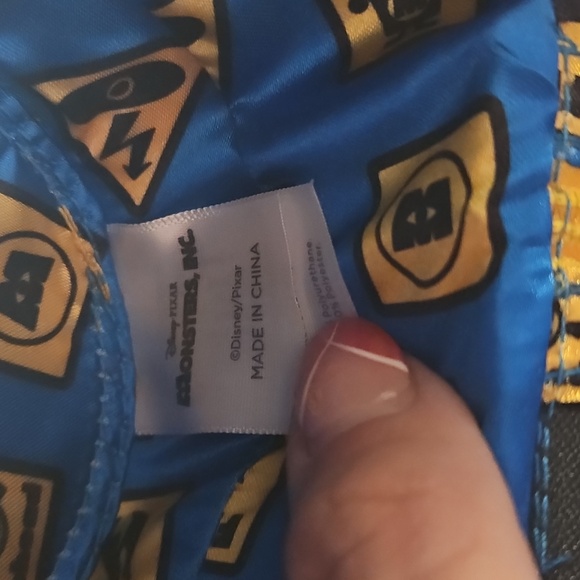 Disney PIXAR
MONSTERS, INC.
©Disney/Pixar
MADE IN CHINA
Polyurethane
Polyester